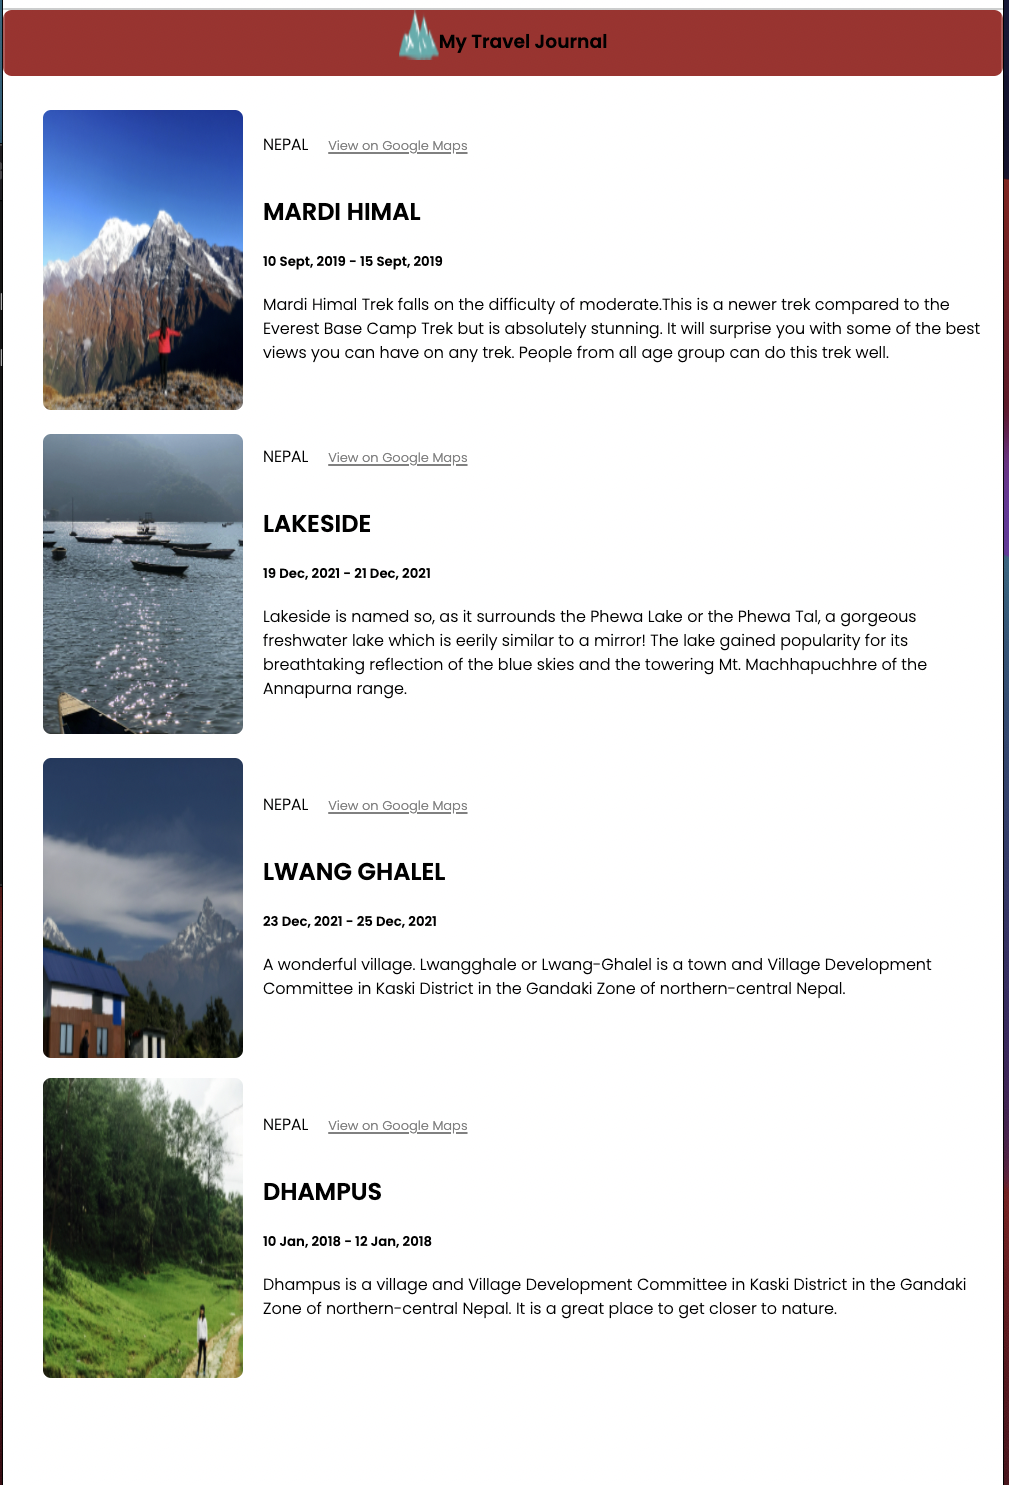 My Travel Journal
NEPAL View on Google Maps
MARDI HIMAL
10 Sept, 2019 - 15 Sept, 2019
Mardi Himal Trek falls on the difficulty of moderate.This is a newer trek compared to the
Everest Base Camp Trek but is absolutely stunning. It will surprise you with some of the best
views you can have on any trek. People from all age group can do this trek well.
NEPAL View on Google Maps
LAKESIDE
19 Dec, 2021 - 21 Dec, 2021
Lakeside is named so, as it surrounds the Phewa Lake or the Phewa Tal, a gorgeous
freshwater lake which is eerily similar to a mirror! The lake gained popularity for its
breathtaking reflection of the blue skies and the towering Mt. Machhapuchhre of the
Annapurna range.
NEPAL View on Google Maps
LWANG GHALEL
23 Dec, 2021 - 25 Dec, 2021
A wonderful village. Lwangghale or Lwang-Ghalel is a town and Village Development
Committee in Kaski District in the Gandaki Zone of northern-central Nepal.
NEPAL View on Google Maps
DHAMPUS
10 Jan, 2018 - 12 Jan, 2018
Dhampus is a village and Village Development Committee in Kaski District in the Gandaki
Zone of northern-central Nepal. It is a great place to get closer to nature.